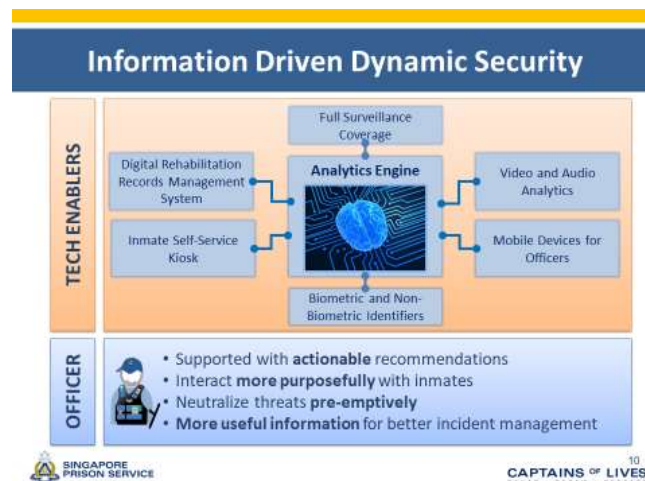 Information Driven Dynamic Security
TECH ENABLERS
Full Surveillance
Coverage
Digital Rehabilitation
Records Management
System
Analytics Engine
Video and Audio
Analytics
Inmate Self-Service
Kiosk
Mobile Devices for
Officers
Biometric and Non-
Biometric Identifiers
OFFICER
• Supported with actionable recommendations
• Interact more purposefully with inmates
• Neutralize threats pre-emptively
• More useful information for better incident management
SINGAPORE
PRISON SERVICE
10
CAPTAINS OF LIVES